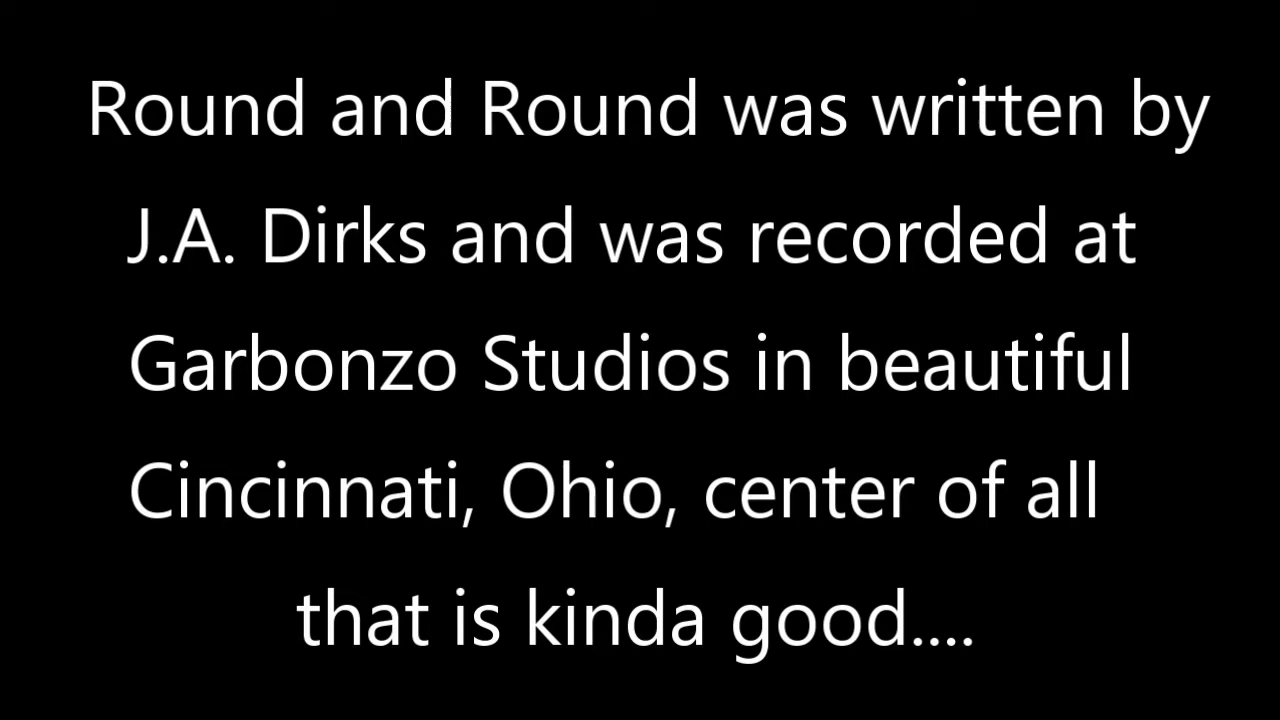 Round and Round was written by
J.A. Dirks and was recorded at
Garbonzo Studios in beautiful
Cincinnati, Ohio, center of all
that is kinda good....